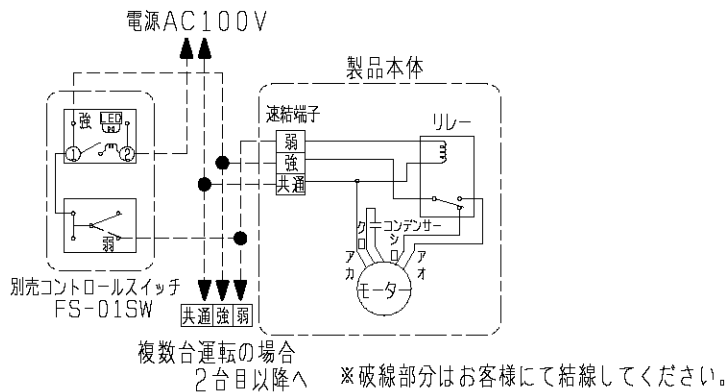 電源AC100V
製品本体
速結端子
リレー
強
LED
①
②
弱
強
共通
弱
コンデンサー
クロ
シロ
アカ
アオ
モーター
別売コントロールスイッチ
FS-01SW
共通 強 弱
複数台運転の場合
2台目以降へ
※破線部分はお客様にて結線してください。